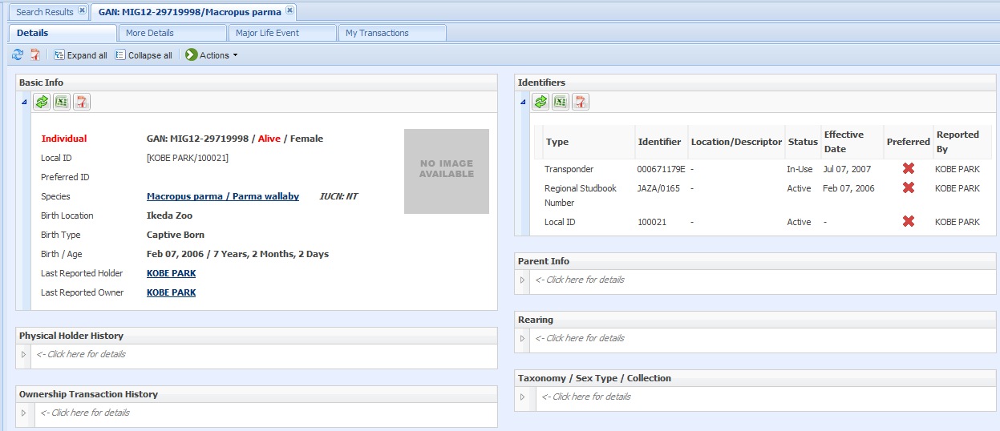 Search Results
GAN: MIG12-29719998/Macropus parma
Details
More Details
Major Life Event
My Transactions
Expand all
Collapse all
Actions
Basic Info
Individual GAN: MIG12-29719998 / Alive / Female
Local ID [KOBE PARK/100021]
Preferred ID
Species Macropus parma / Parma wallaby IUCN: NT
Birth Location Ikeda Zoo
Birth Type Captive Born
Birth / Age Feb 07, 2006 / 7 Years, 2 Months, 2 Days
Last Reported Holder KOBE PARK
Last Reported Owner KOBE PARK
NO IMAGE
AVAILABLE
Physical Holder History
<- Click here for details
Ownership Transaction History
<- Click here for details
Identifiers
Type Identifier Location/Descriptor Status Effective Date Preferred Reported By
Transponder 000671179E - In-Use Jul 07, 2007 KOBE PARK
Regional Studbook Number JAZA/0165 - Active Feb 07, 2006 KOBE PARK
Local ID 100021 - Active - KOBE PARK
Parent Info
<- Click here for details
Rearing
<- Click here for details
Taxonomy / Sex Type / Collection
<- Click here for details